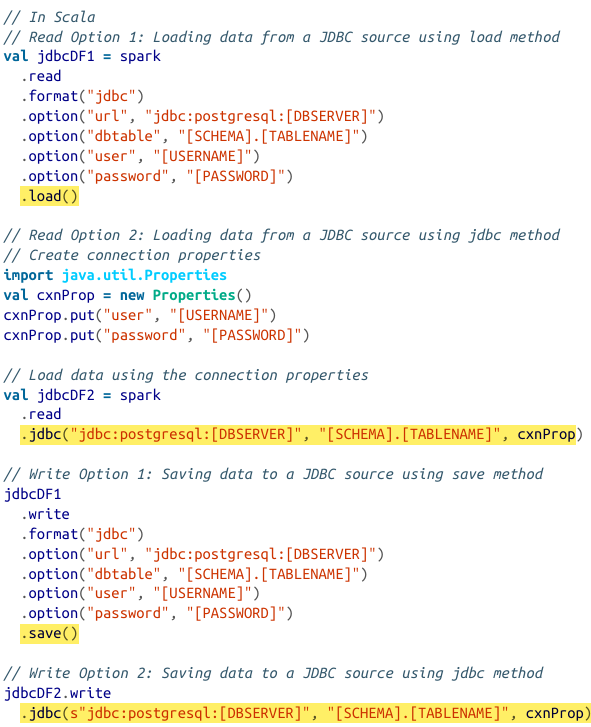 // In Scala
// Read Option 1: Loading data from a JDBC source using load method
val jdbcDF1 = spark
  .read
  .format("jdbc")
  .option("url", "jdbc:postgresql:[DBSERVER]")
  .option("dbtable", "[SCHEMA].[TABLENAME]")
  .option("user", "[USERNAME]")
  .option("password", "[PASSWORD]")
  .load()

// Read Option 2: Loading data from a JDBC source using jdbc method
// Create connection properties
import java.util.Properties
val cxnProp = new Properties()
cxnProp.put("user", "[USERNAME]")
cxnProp.put("password", "[PASSWORD]")

// Load data using the connection properties
val jdbcDF2 = spark
  .read
  .jdbc("jdbc:postgresql:[DBSERVER]", "[SCHEMA].[TABLENAME]", cxnProp)

// Write Option 1: Saving data to a JDBC source using save method
jdbcDF1
  .write
  .format("jdbc")
  .option("url", "jdbc:postgresql:[DBSERVER]")
  .option("dbtable", "[SCHEMA].[TABLENAME]")
  .option("user", "[USERNAME]")
  .option("password", "[PASSWORD]")
  .save()

// Write Option 2: Saving data to a JDBC source using jdbc method
jdbcDF2.write
  .jdbc(s"jdbc:postgresql:[DBSERVER]", "[SCHEMA].[TABLENAME]", cxnProp)